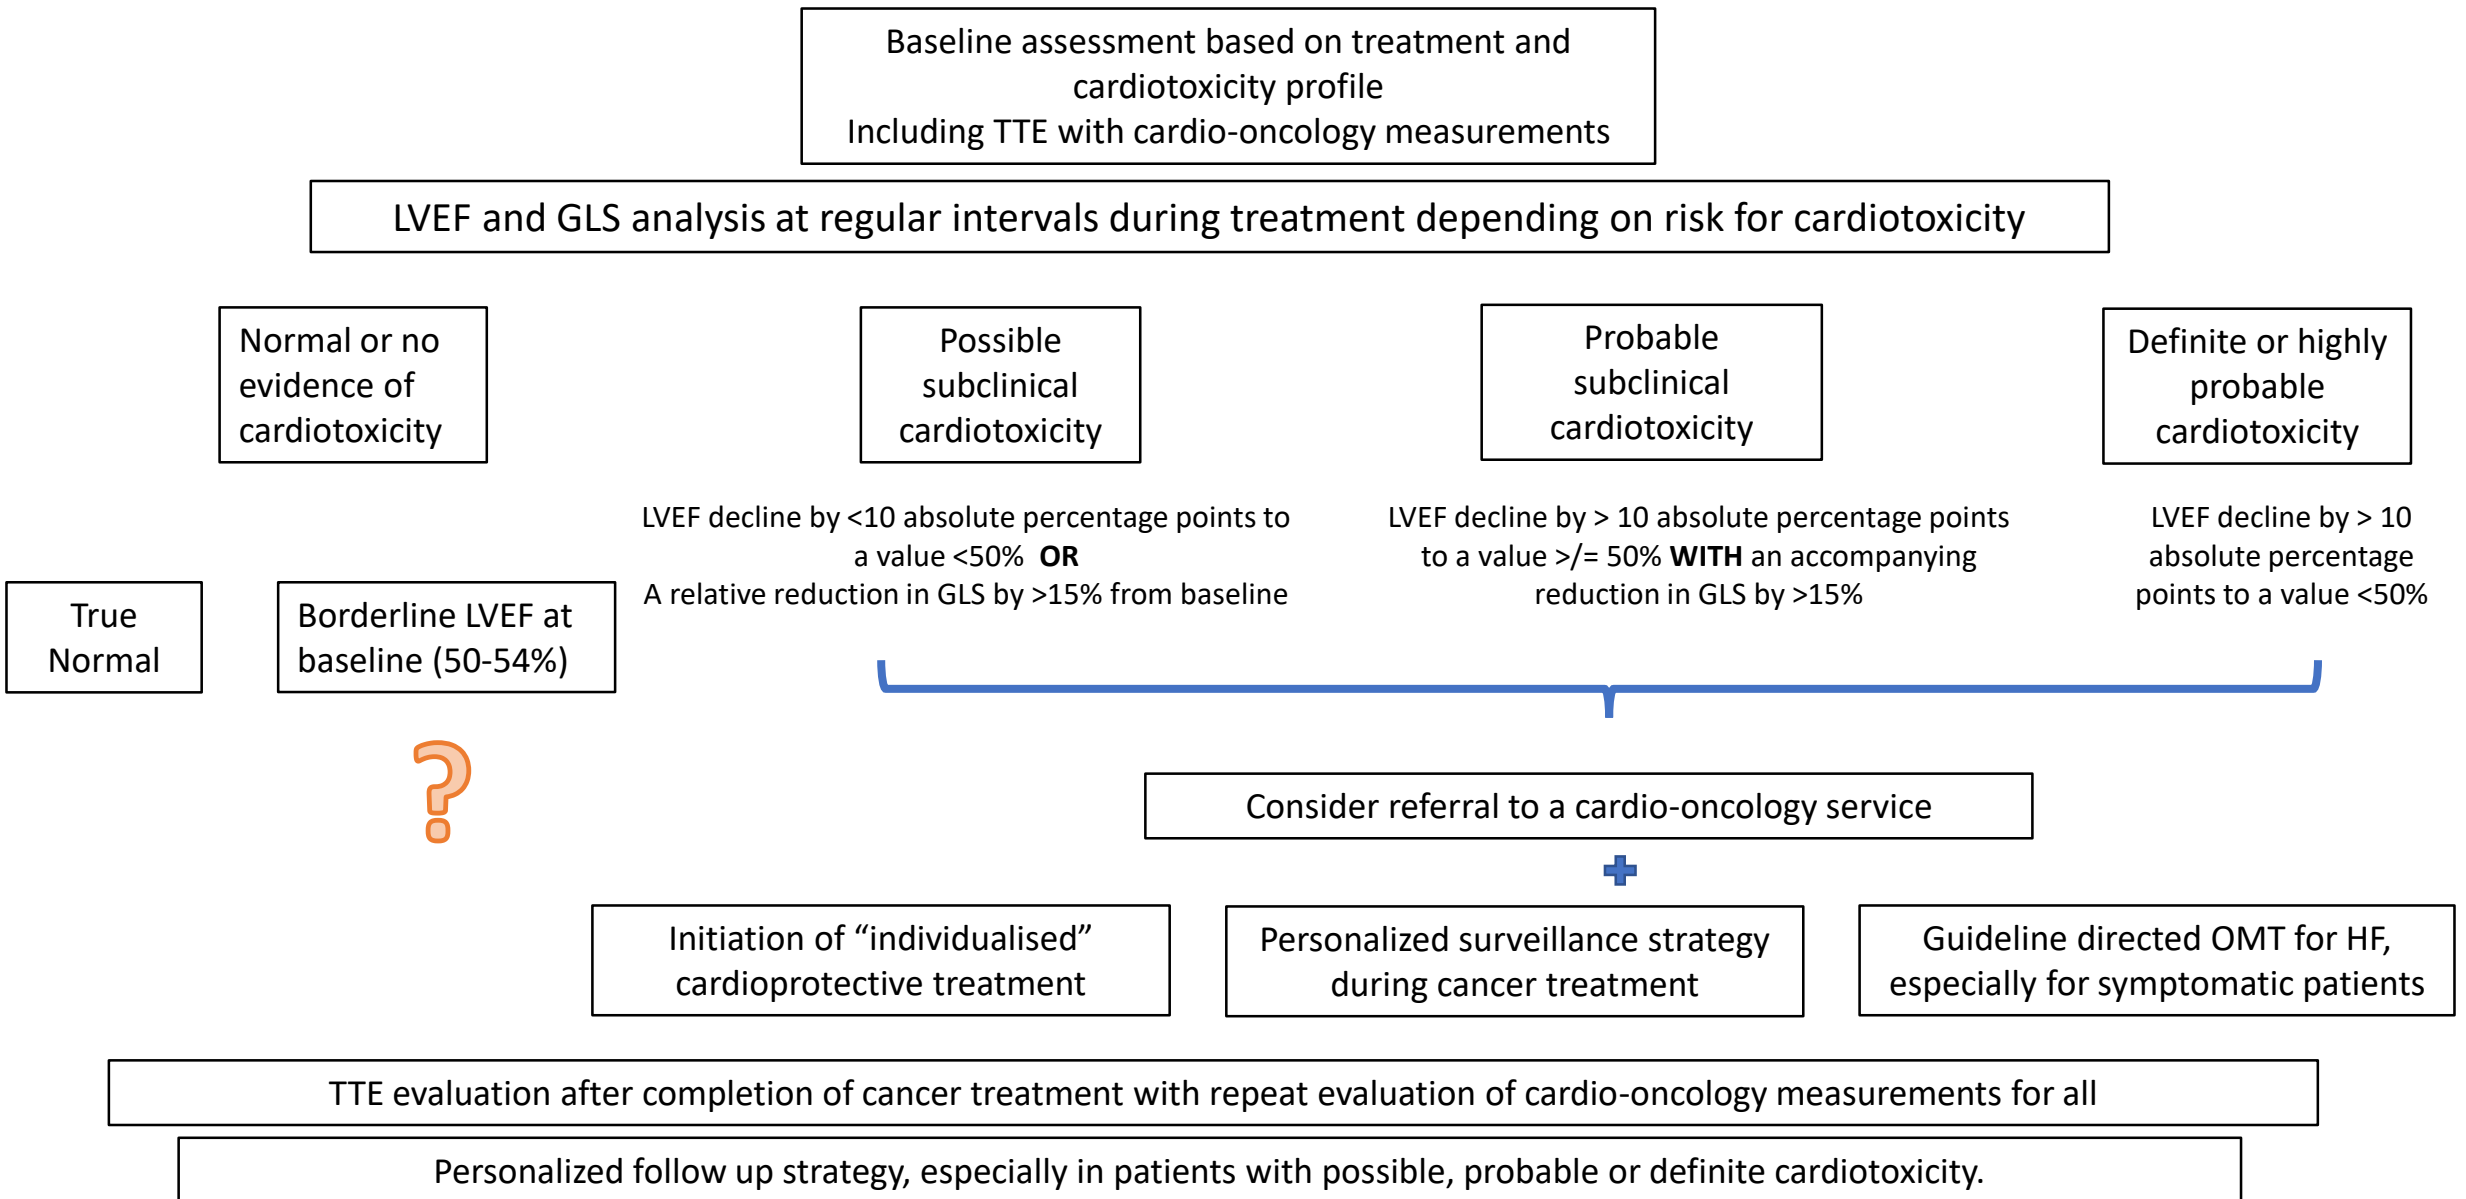 Baseline assessment based on treatment and
cardiotoxicity profile
Including TTE with cardio-oncology measurements
LVEF and GLS analysis at regular intervals during treatment depending on risk for cardiotoxicity
Normal or no
evidence of
cardiotoxicity
Possible
subclinical
cardiotoxicity
Probable
subclinical
cardiotoxicity
Definite or highly
probable
cardiotoxicity
LVEF decline by <10 absolute percentage points to
a value <50% OR
A relative reduction in GLS by >15% from baseline
LVEF decline by > 10 absolute percentage points
to a value >/= 50% WITH an accompanying
reduction in GLS by >15%
LVEF decline by > 10
absolute percentage
points to a value <50%
True
Normal
Borderline LVEF at
baseline (50-54%)
?
Consider referral to a cardio-oncology service
Initiation of “individualised”
cardioprotective treatment
Personalized surveillance strategy
during cancer treatment
Guideline directed OMT for HF,
especially for symptomatic patients
TTE evaluation after completion of cancer treatment with repeat evaluation of cardio-oncology measurements for all
Personalized follow up strategy, especially in patients with possible, probable or definite cardiotoxicity.